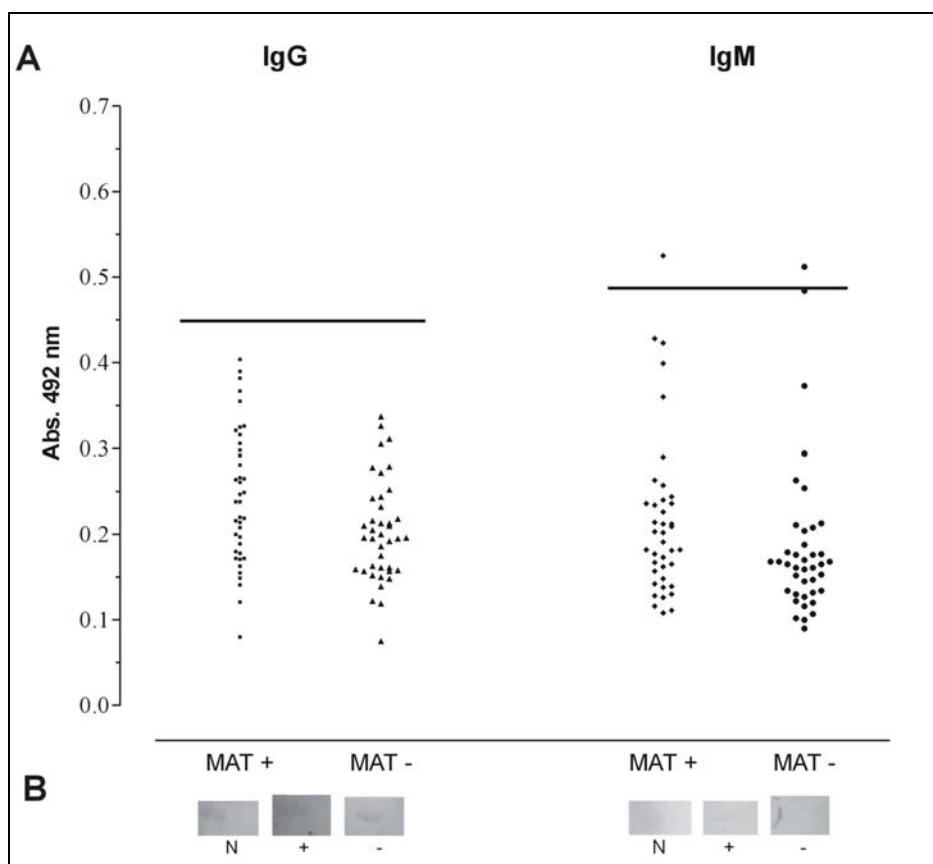 A
IgG
IgM
Abs. 492 nm
0.7
0.6
0.5
0.4
0.3
0.2
0.1
0.0
MAT + MAT - MAT + MAT -
B
N + - N + -